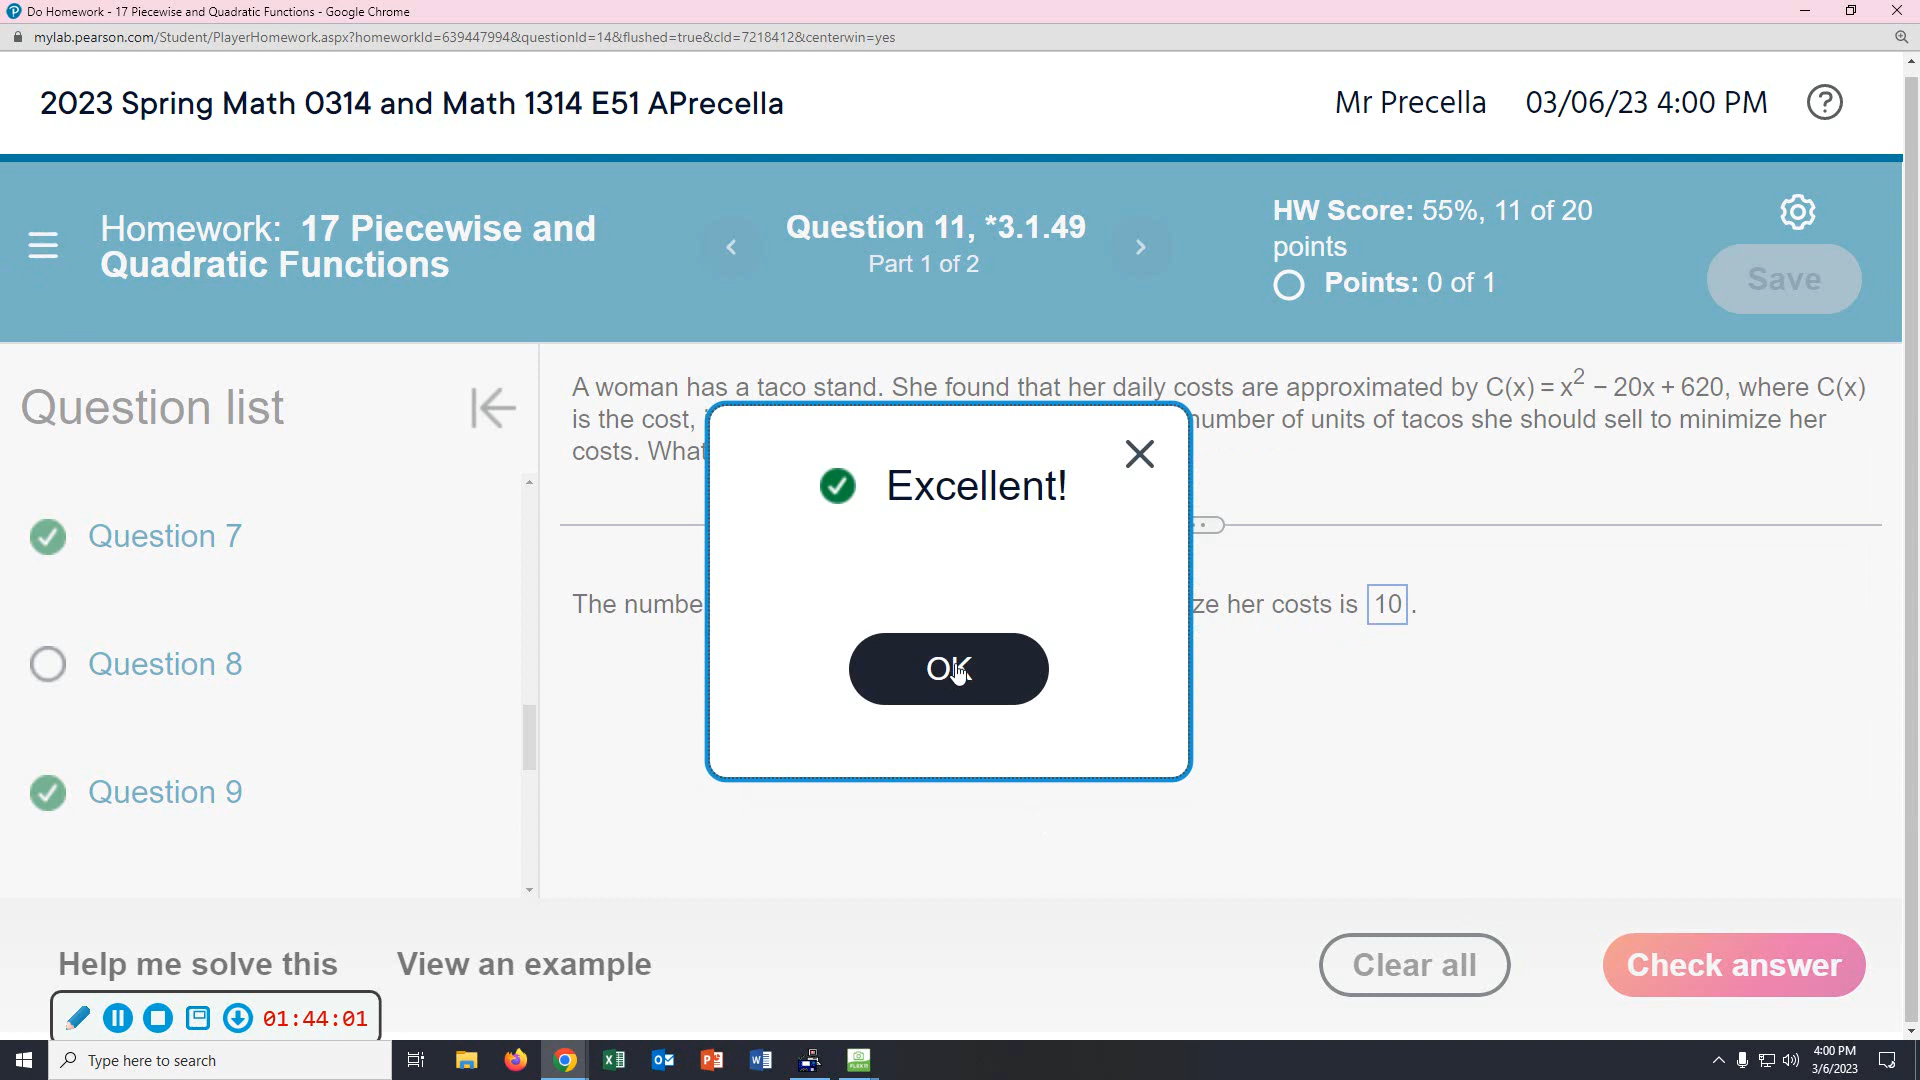 Do Homework - 17 Piecewise and Quadratic Functions - Google Chrome
mylab.pearson.com/Student/PlayerHomework.aspx?homeworkId=639447994&questionId=14&flushed=true&cId=7218412&centerwin=yes
2023 Spring Math 0314 and Math 1314 E51 APrecella
Mr Precella 03/06/23 4:00 PM
?
Homework: 17 Piecewise and
Quadratic Functions
Question 11, *3.1.49
Part 1 of 2
HW Score: 55%, 11 of 20
points
Points: 0 of 1
Save
Question list
Question 7
Question 8
Question 9
A woman has a taco stand. She found that her daily costs are approximated by C(x) = x² − 20x + 620, where C(x)
is the cost, number of units of tacos she should sell to minimize her
costs. What
Excellent!
OK
The numbe ze her costs is 10.
Help me solve this
View an example
Clear all
Check answer
01:44:01
Type here to search
4:00 PM
3/6/2023